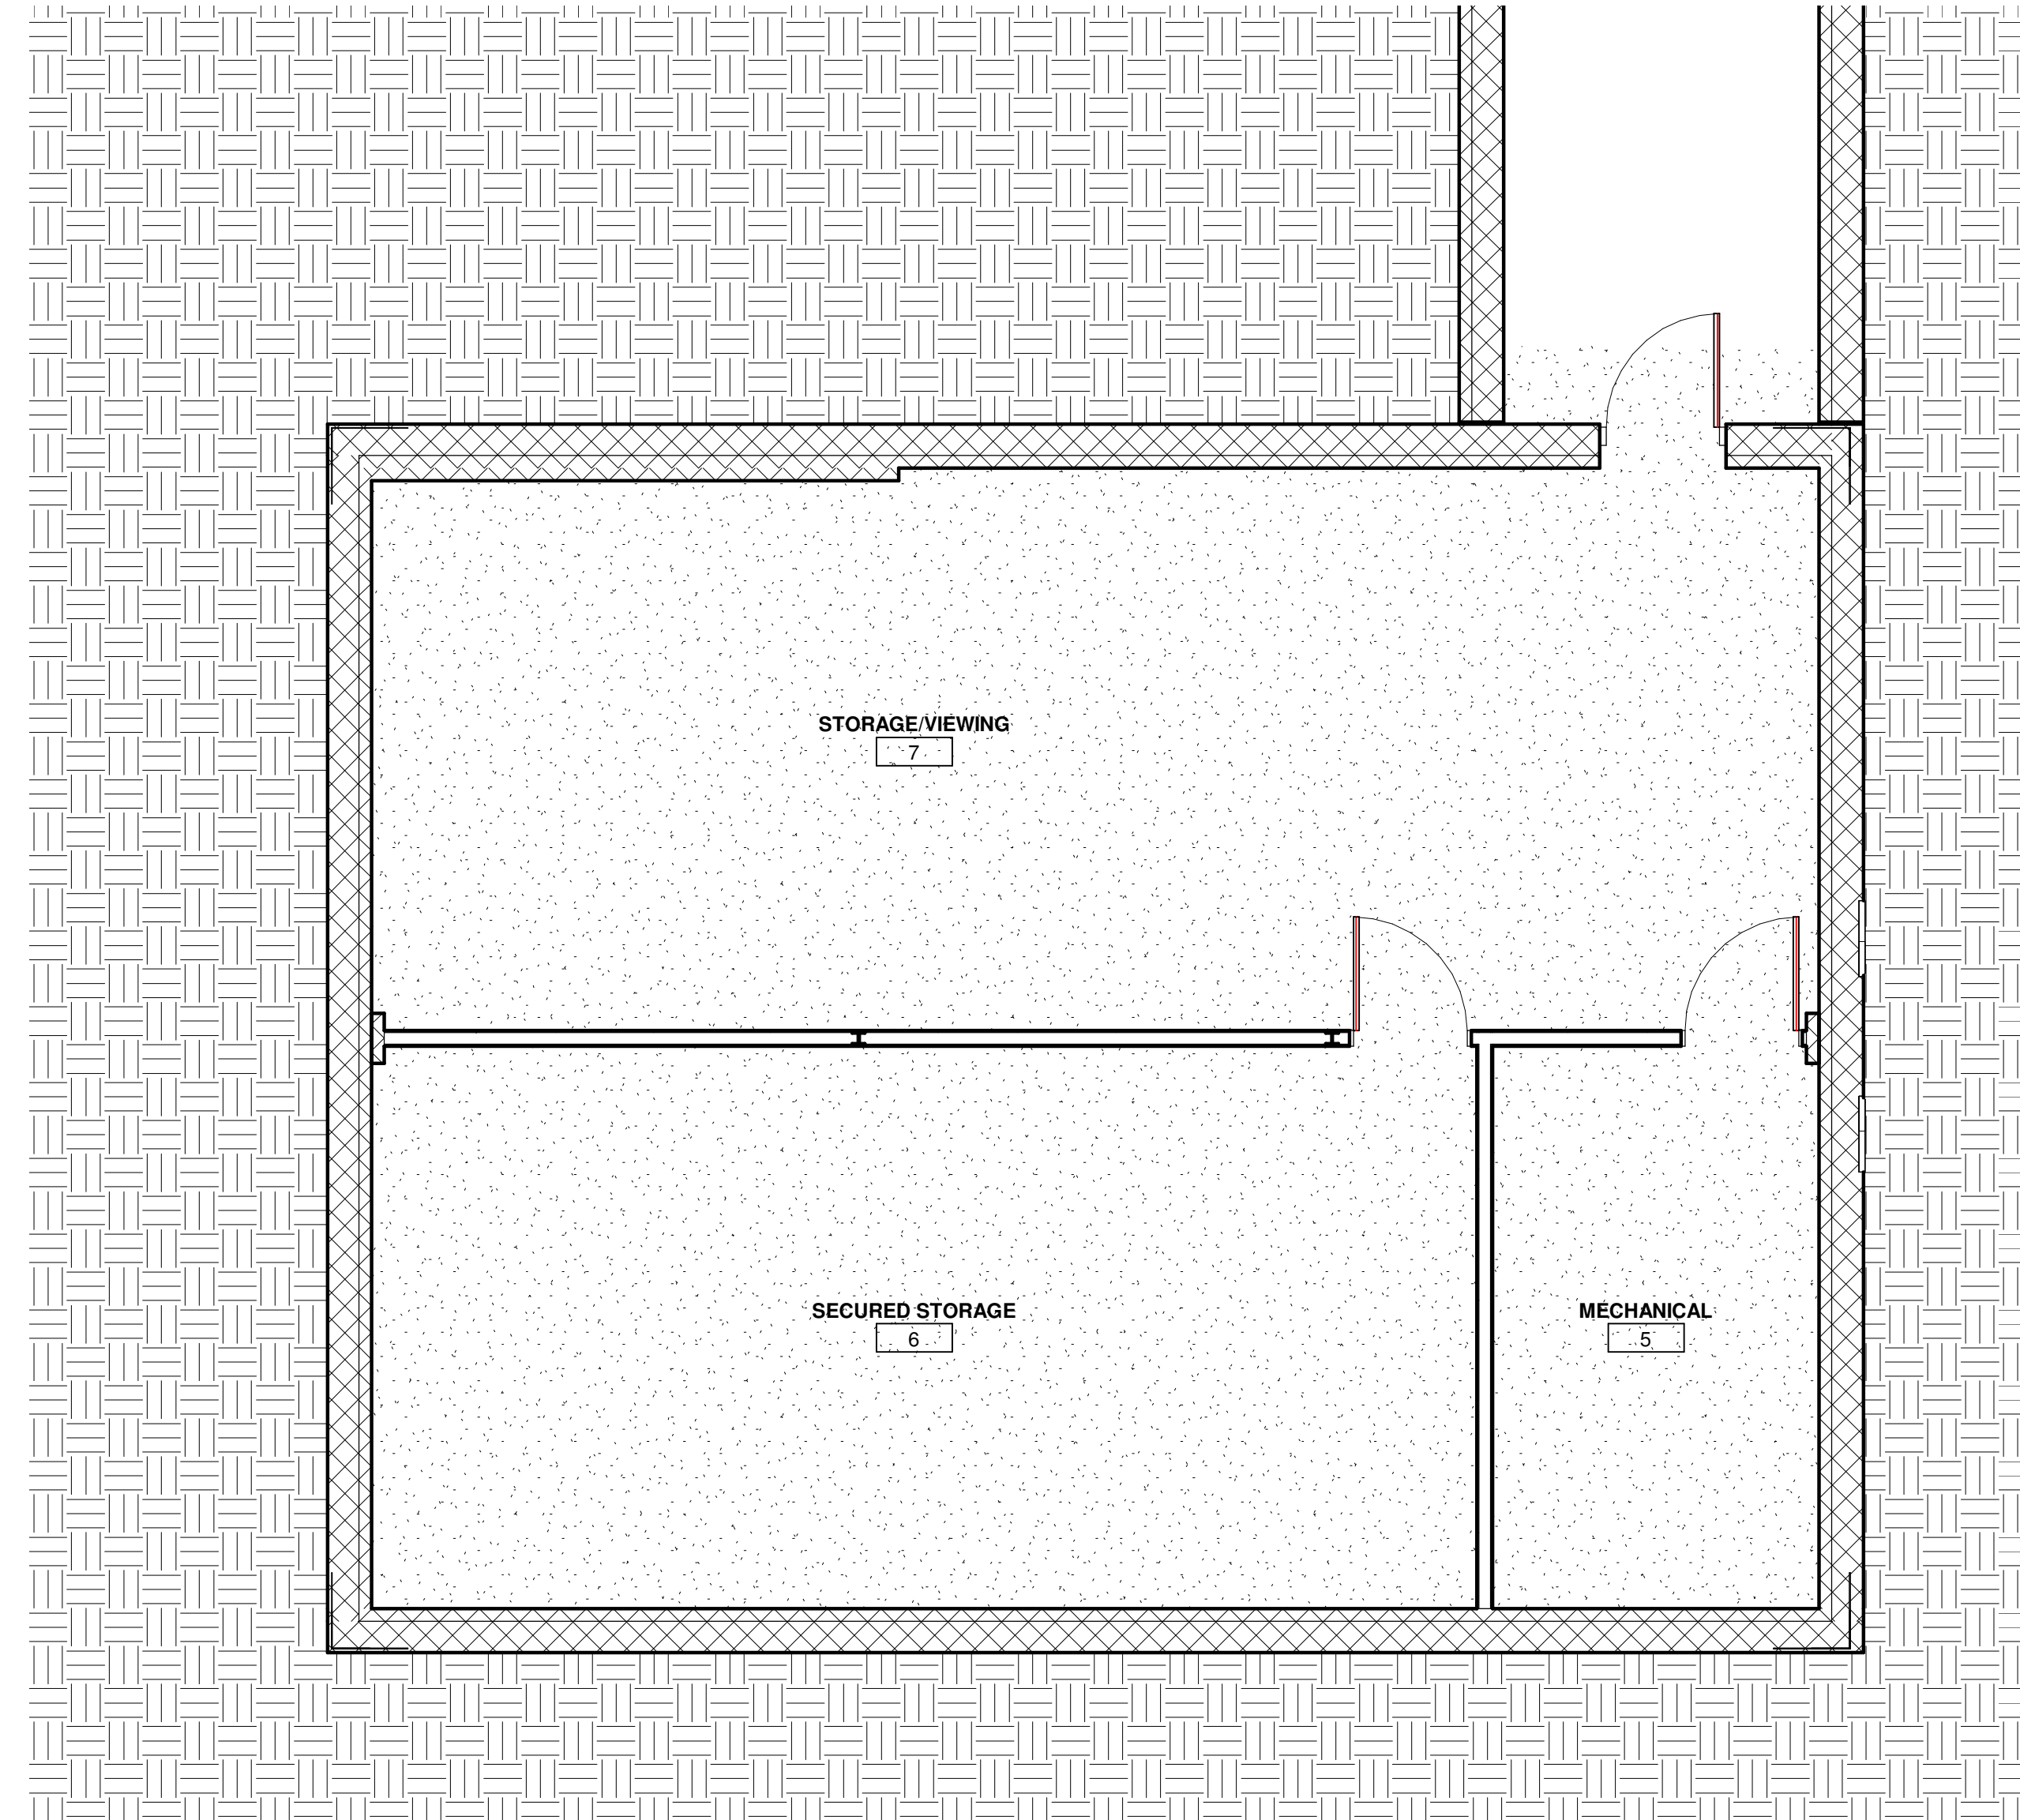 STORAGE/VIEWING
7
SECURED STORAGE
6
MECHANICAL
5